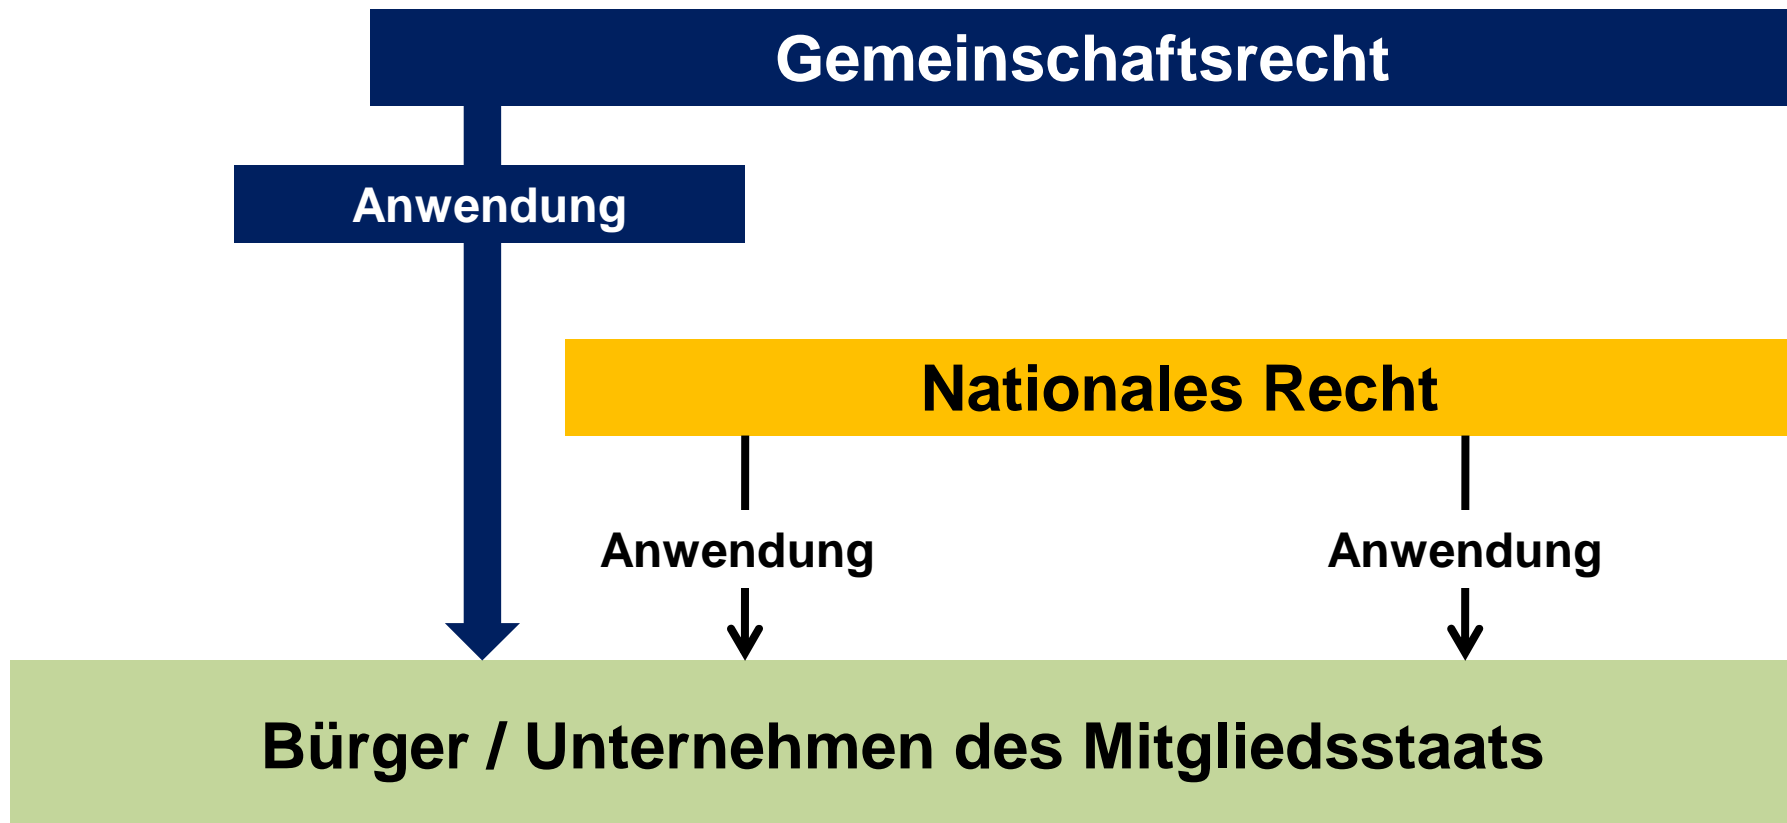 Gemeinschaftsrecht
Anwendung
Nationales Recht
Anwendung
Anwendung
Bürger / Unternehmen des Mitgliedsstaats